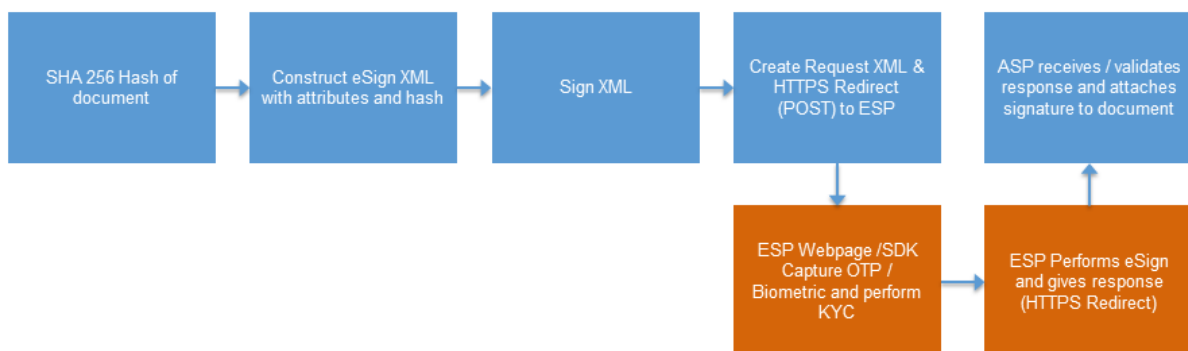 SHA 256 Hash of
document
Construct eSign XML
with attributes and hash
Sign XML
Create Request XML &
HTTPS Redirect
(POST) to ESP
ASP receives / validates
response and attaches
signature to document
ESP Webpage /SDK
Capture OTP /
Biometric and perform
KYC
ESP Performs eSign
and gives response
(HTTPS Redirect)